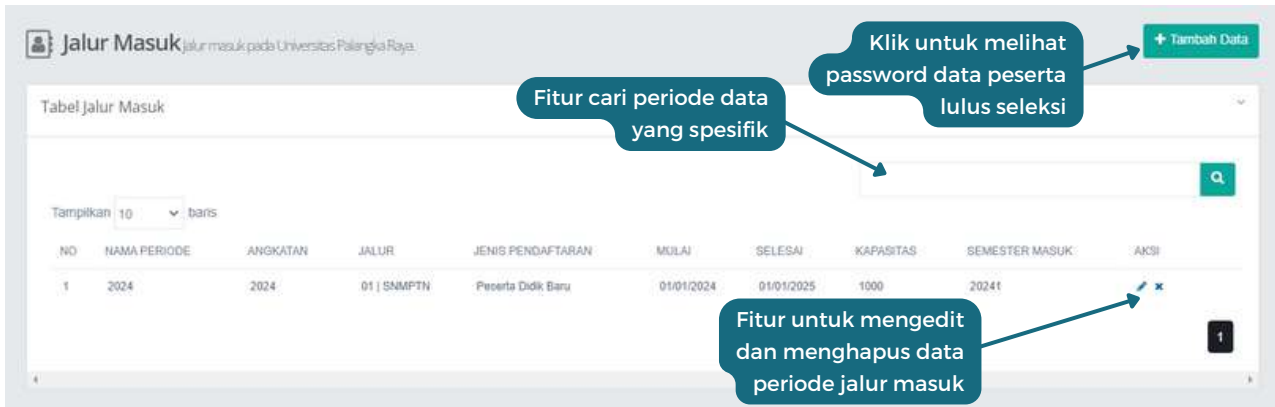 Jalur Masuk jalur masuk pada Universitas Palangka Raya.
+ Tambah Data
Klik untuk melihat
password data peserta
lulus seleksi
Tabel Jalur Masuk
Fitur cari periode data
yang spesifik
Tampilkan 10 baris
NO NAMA PERIODE ANGKATAN JALUR JENIS PENDAFTARAN MULAI SELESAI KAPASITAS SEMESTER MASUK AKSI
1 2024 2024 01 | SNMPTN Peserta Didik Baru 01/01/2024 01/01/2025 1000 20241
Fitur untuk mengedit
dan menghapus data
periode jalur masuk
1